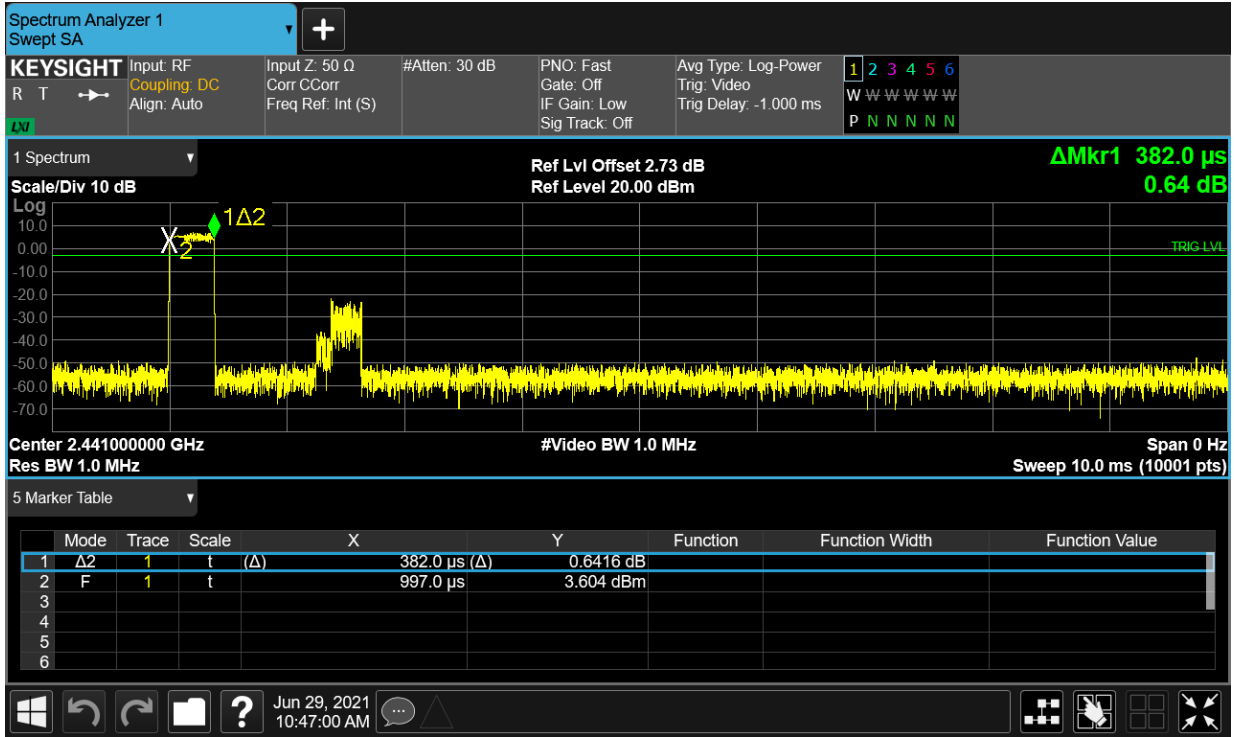 Spectrum Analyzer 1
Swept SA
KEYSIGHT
R T
LXI
Input: RF
Coupling: DC
Align: Auto
Input Z: 50 Ω
Corr CCorr
Freq Ref: Int (S)
#Atten: 30 dB
PNO: Fast
Gate: Off
IF Gain: Low
Sig Track: Off
Avg Type: Log-Power
Trig: Video
Trig Delay: -1.000 ms
1 2 3 4 5 6
W W W W W W
P N N N N N
1 Spectrum
Scale/Div 10 dB
Ref Lvl Offset 2.73 dB
Ref Level 20.00 dBm
ΔMkr1 382.0 µs
0.64 dB
Log
10.0
0.00
-10.0
-20.0
-30.0
-40.0
-50.0
-60.0
-70.0
1Δ2
X
2
TRIG LVL
Center 2.441000000 GHz
Res BW 1.0 MHz
#Video BW 1.0 MHz
Span 0 Hz
Sweep 10.0 ms (10001 pts)
5 Marker Table
Mode Trace Scale X Y Function Function Width Function Value
1 Δ2 1 t (Δ) 382.0 µs (Δ) 0.6416 dB
2 F 1 t 997.0 µs 3.604 dBm
3
4
5
6
?
Jun 29, 2021
10:47:00 AM